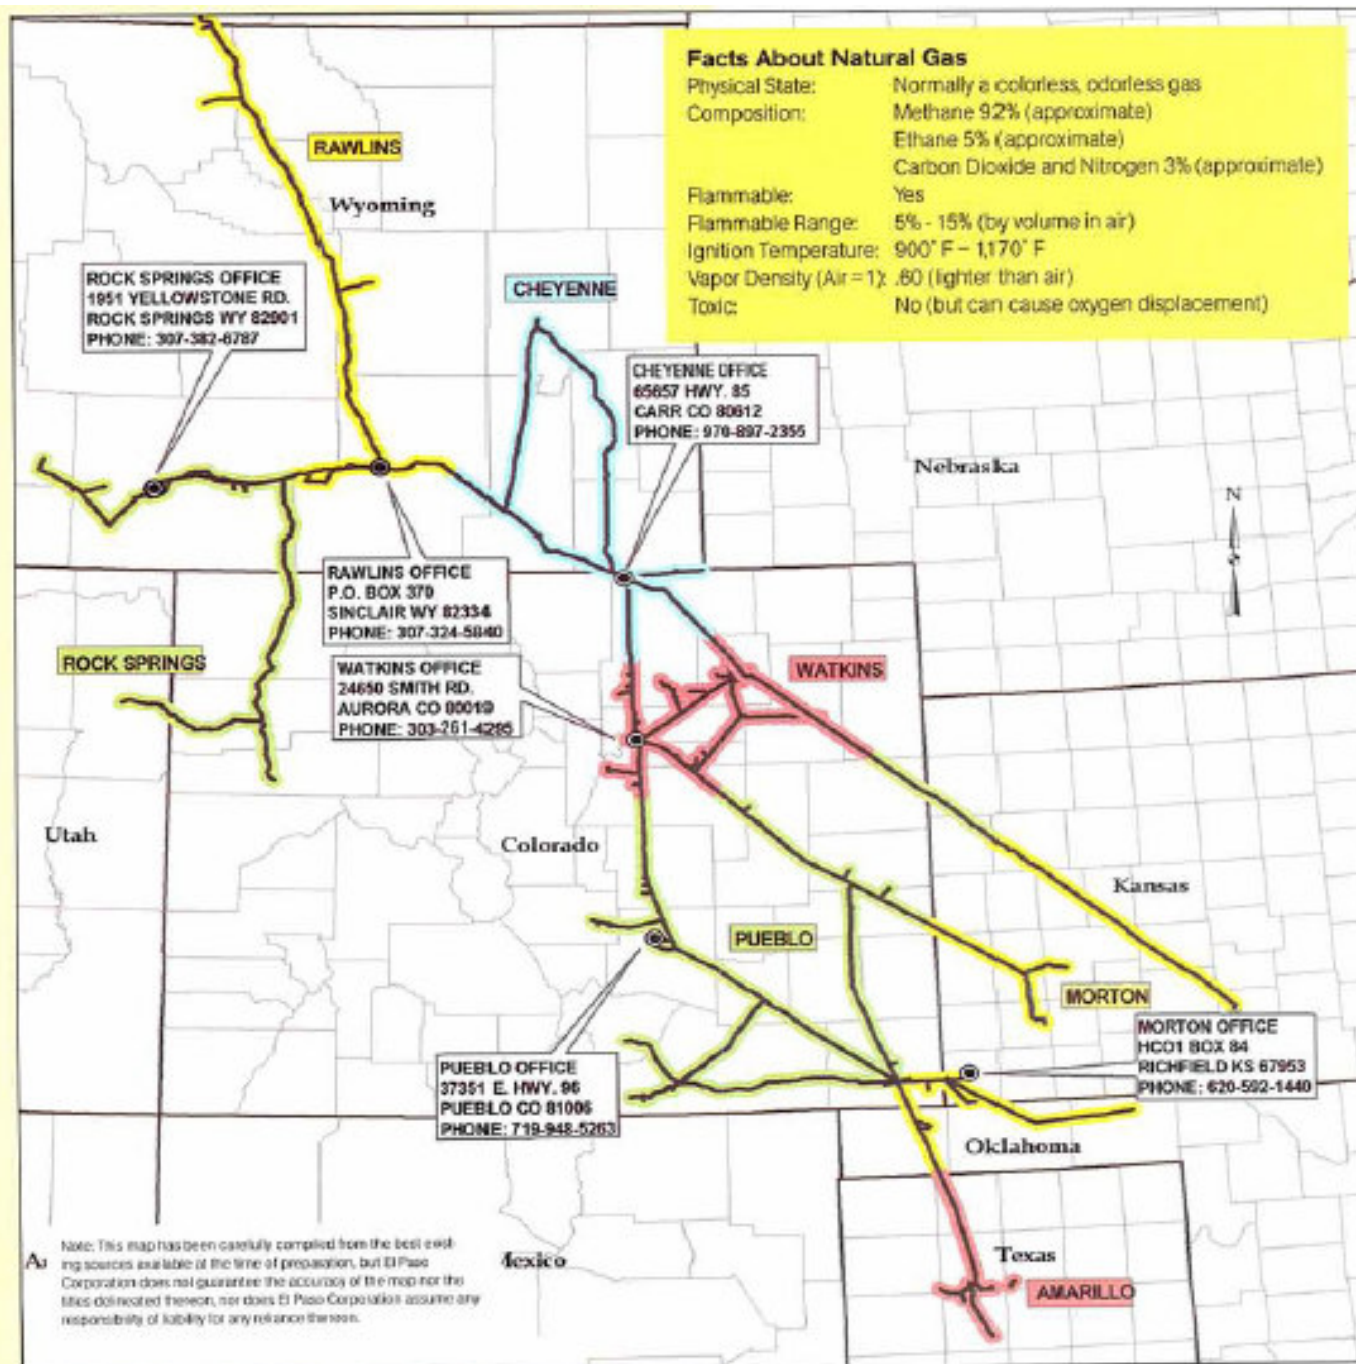 Facts About Natural Gas
Physical State: Normally a colorless, odorless gas
Composition: Methane 92% (approximate)
Ethane 5% (approximate)
Carbon Dioxide and Nitrogen 3% (approximate)
Flammable: Yes
Flammable Range: 5% - 15% (by volume in air)
Ignition Temperature: 900° F – 1,170° F
Vapor Density (Air = 1): .60 (lighter than air)
Toxic: No (but can cause oxygen displacement)
RAWLINS
Wyoming
ROCK SPRINGS OFFICE
1951 YELLOWSTONE RD.
ROCK SPRINGS WY 82901
PHONE: 307-382-6787
CHEYENNE
CHEYENNE OFFICE
65657 HWY. 85
CARR CO 80612
PHONE: 970-897-2355
Nebraska
N
RAWLINS OFFICE
P.O. BOX 370
SINCLAIR WY 82334
PHONE: 307-324-5840
ROCK SPRINGS
WATKINS OFFICE
24650 SMITH RD.
AURORA CO 80019
PHONE: 303-261-4295
WATKINS
Utah
Colorado
Kansas
PUEBLO
MORTON
MORTON OFFICE
HC01 BOX 84
RICHFIELD KS 67953
PHONE: 620-592-1440
PUEBLO OFFICE
37351 E. HWY. 96
PUEBLO CO 81006
PHONE: 719-948-5263
Oklahoma
Texas
AMARILLO
A
Mexico
Note: This map has been carefully compiled from the best exist-
ing sources available at the time of preparation, but El Paso
Corporation does not guarantee the accuracy of the map nor the
titles delineated thereon, nor does El Paso Corporation assume any
responsibility of liability for any reliance thereon.